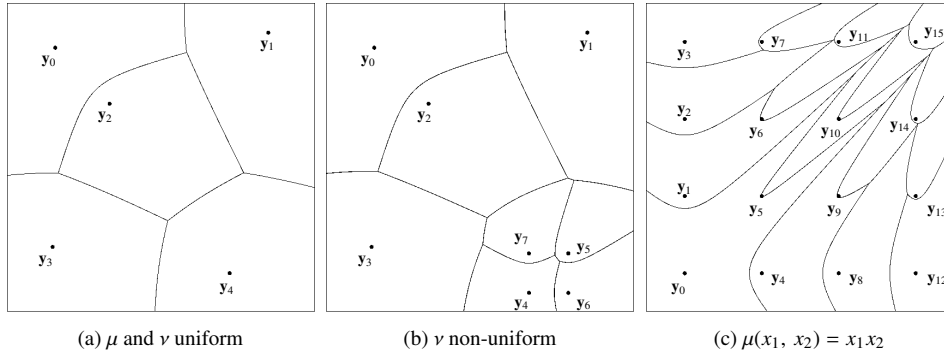 y₀
y₁
y₂
y₃
y₄
y₀
y₁
y₂
y₃
y₇
y₅
y₄
y₆
y₃
y₇
y₁₁
y₁₅
y₂
y₆
y₁₀
y₁₄
y₁
y₅
y₉
y₁₃
y₀
y₄
y₈
y₁₂
(a) μ and ν uniform
(b) ν non-uniform
(c) μ(x₁, x₂) = x₁x₂